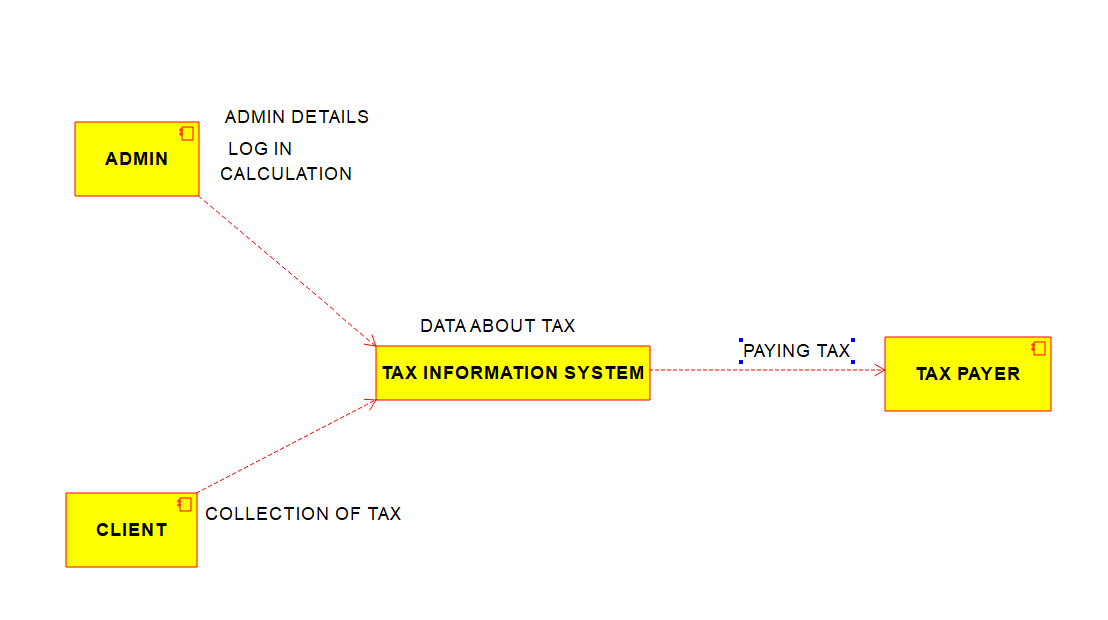 ADMIN DETAILS
LOG IN
CALCULATION
ADMIN
DATA ABOUT TAX
TAX INFORMATION SYSTEM
PAYING TAX
TAX PAYER
CLIENT
COLLECTION OF TAX